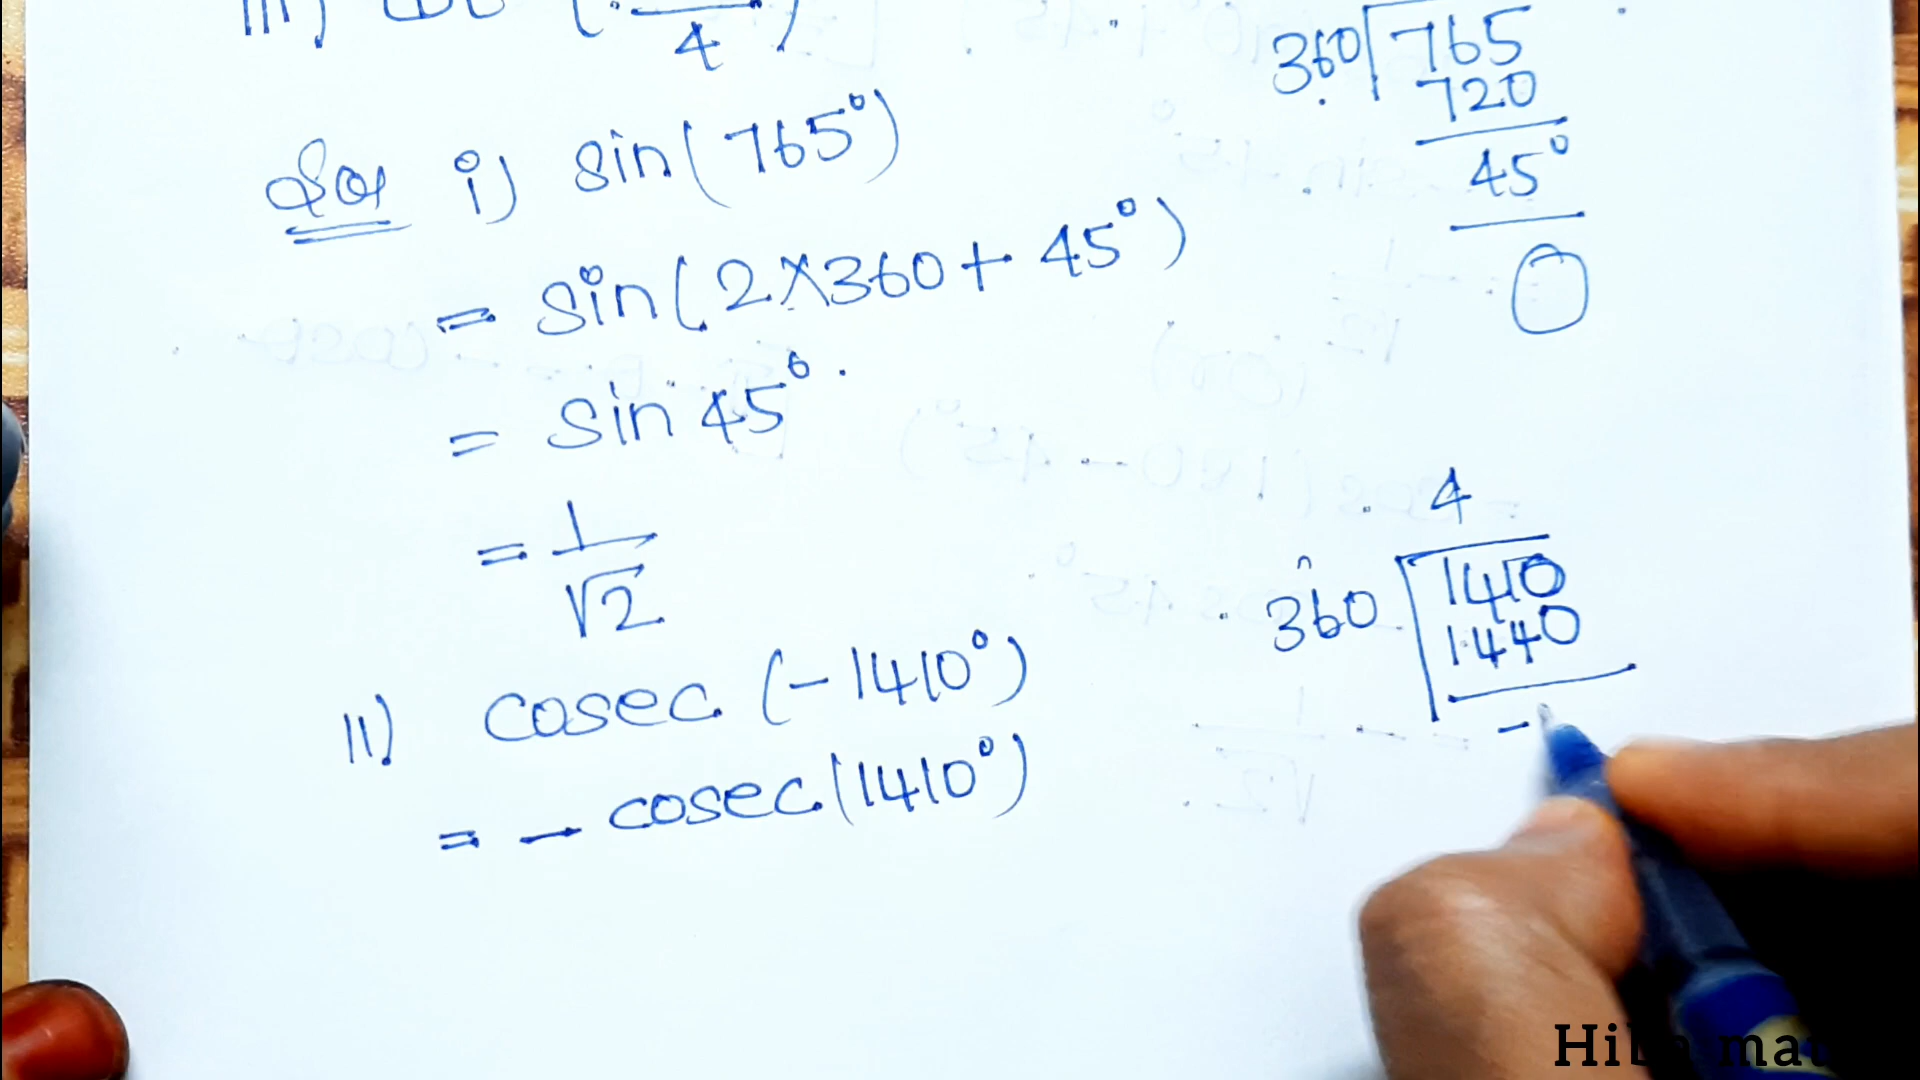 4
Sol i) sin(765°)
= sin(2×360+45°)
= sin 45°
= 1
√2
ii) cosec (-1410°)
= - cosec(1410°)
360 765
720
45°
0
4
360 1410
1440
-